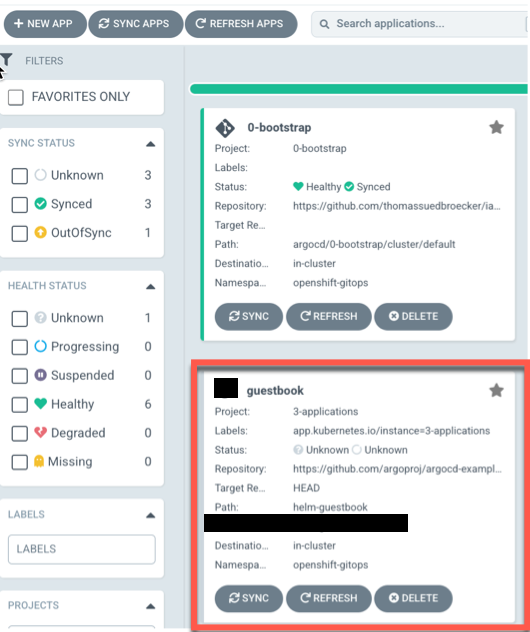 NEW APP
SYNC APPS
REFRESH APPS
Search applications...
FILTERS
FAVORITES ONLY
SYNC STATUS
Unknown 3
Synced 3
OutOfSync 1
HEALTH STATUS
Unknown 1
Progressing 0
Suspended 0
Healthy 6
Degraded 0
Missing 0
LABELS
LABELS
PROJECTS
0-bootstrap
Project: 0-bootstrap
Labels:
Status: Healthy Synced
Repository: https://github.com/thomassuedbroecker/ia...
Target Re...
Path: argocd/0-bootstrap/cluster/default
Destinatio... in-cluster
Namespa... openshift-gitops
SYNC
REFRESH
DELETE
guestbook
Project: 3-applications
Labels: app.kubernetes.io/instance=3-applications
Status: Unknown Unknown
Repository: https://github.com/argoproj/argocd-exampl...
Target Re... HEAD
Path: helm-guestbook
Destinatio... in-cluster
Namespa... openshift-gitops
SYNC
REFRESH
DELETE